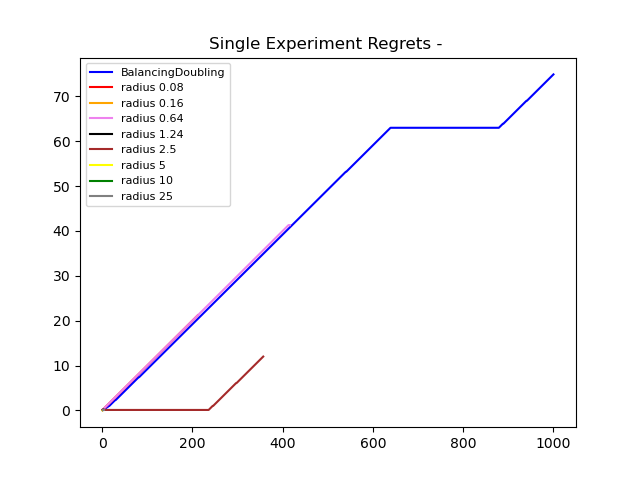 Single Experiment Regrets -
BalancingDoubling
radius 0.08
radius 0.16
radius 0.64
radius 1.24
radius 2.5
radius 5
radius 10
radius 25
70
60
50
40
30
20
10
0
0 200 400 600 800 1000